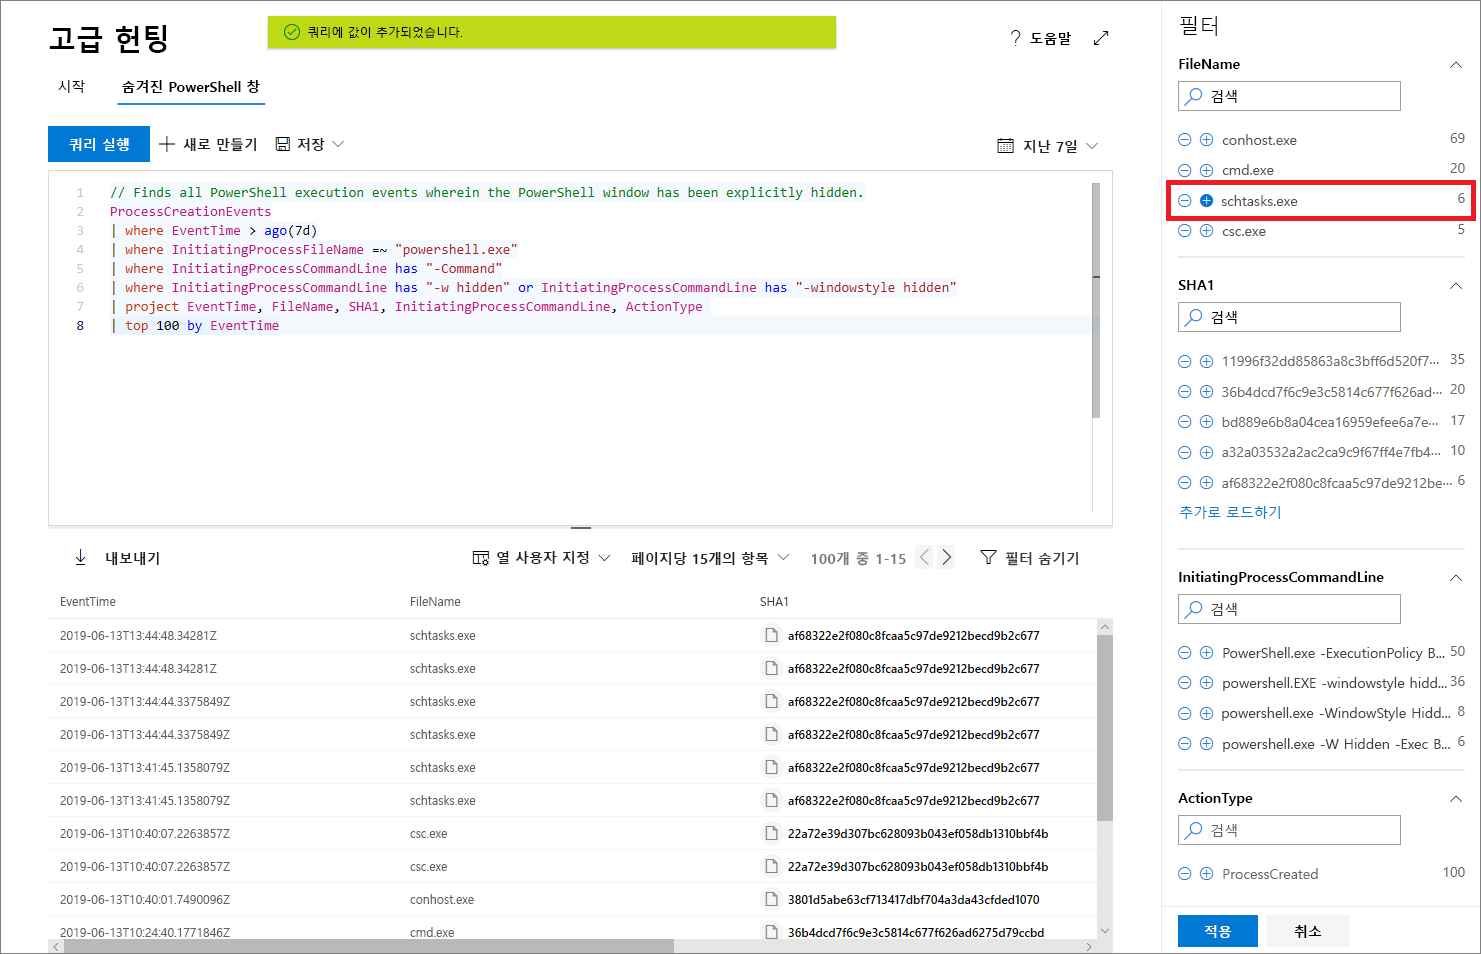 고급 헌팅
쿼리에 값이 추가되었습니다.
? 도움말
시작
숨겨진 PowerShell 창
쿼리 실행
새로 만들기
저장
지난 7일
1 // Finds all PowerShell execution events wherein the PowerShell window has been explicitly hidden.
2 ProcessCreationEvents
3 | where EventTime > ago(7d)
4 | where InitiatingProcessFileName =~ "powershell.exe"
5 | where InitiatingProcessCommandLine has "-Command"
6 | where InitiatingProcessCommandLine has "-w hidden" or InitiatingProcessCommandLine has "-windowstyle hidden"
7 | project EventTime, FileName, SHA1, InitiatingProcessCommandLine, ActionType
8 | top 100 by EventTime
내보내기
열 사용자 지정
페이지당 15개의 항목
100개 중 1-15
필터 숨기기
EventTime FileName SHA1
2019-06-13T13:44:48.34281Z schtasks.exe af68322e2f080c8fcaa5c97de9212becd9b2c677
2019-06-13T13:44:48.34281Z schtasks.exe af68322e2f080c8fcaa5c97de9212becd9b2c677
2019-06-13T13:44:44.3375849Z schtasks.exe af68322e2f080c8fcaa5c97de9212becd9b2c677
2019-06-13T13:44:44.3375849Z schtasks.exe af68322e2f080c8fcaa5c97de9212becd9b2c677
2019-06-13T13:41:45.1358079Z schtasks.exe af68322e2f080c8fcaa5c97de9212becd9b2c677
2019-06-13T13:41:45.1358079Z schtasks.exe af68322e2f080c8fcaa5c97de9212becd9b2c677
2019-06-13T10:40:07.2263857Z csc.exe 22a72e39d307bc628093b043ef058db1310bbf4b
2019-06-13T10:40:07.2263857Z csc.exe 22a72e39d307bc628093b043ef058db1310bbf4b
2019-06-13T10:40:01.7490096Z conhost.exe 3801d5abe63cf713417dbf704a3da43cfded1070
2019-06-13T10:24:40.1771846Z cmd.exe 36b4dcd7f6c9e3c5814c677f626ad6275d79ccbd
필터
FileName
검색
conhost.exe 69
cmd.exe 20
schtasks.exe 6
csc.exe 5
SHA1
검색
11996f32dd85863a8c3bff6d520f7... 35
36b4dcd7f6c9e3c5814c677f626ad... 20
bd889e6b8a04cea16959efee6a7e... 17
a32a03532a2ac2ca9c9f67ff4e7fb4... 10
af68322e2f080c8fcaa5c97de9212be... 6
추가로 로드하기
InitiatingProcessCommandLine
검색
PowerShell.exe -ExecutionPolicy B... 50
powershell.EXE -windowstyle hidd... 36
powershell.exe -WindowStyle Hidd... 8
powershell.exe -W Hidden -Exec B... 6
ActionType
검색
ProcessCreated 100
적용
취소